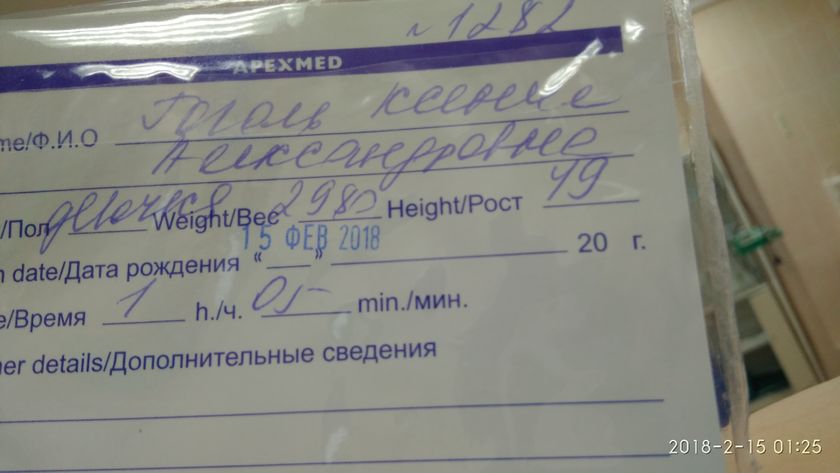 №1282
APEXMED
me/Ф.И.О Гоголь Ксения
Александровна
/Пол девочка Weight/Вес 2980 Height/Рост 49
15 ФЕВ 2018
n date/Дата рождения "__" 20 г.
e/Время 1 h./ч. 05 min./мин.
er details/Дополнительные сведения
2018-2-15 01:25